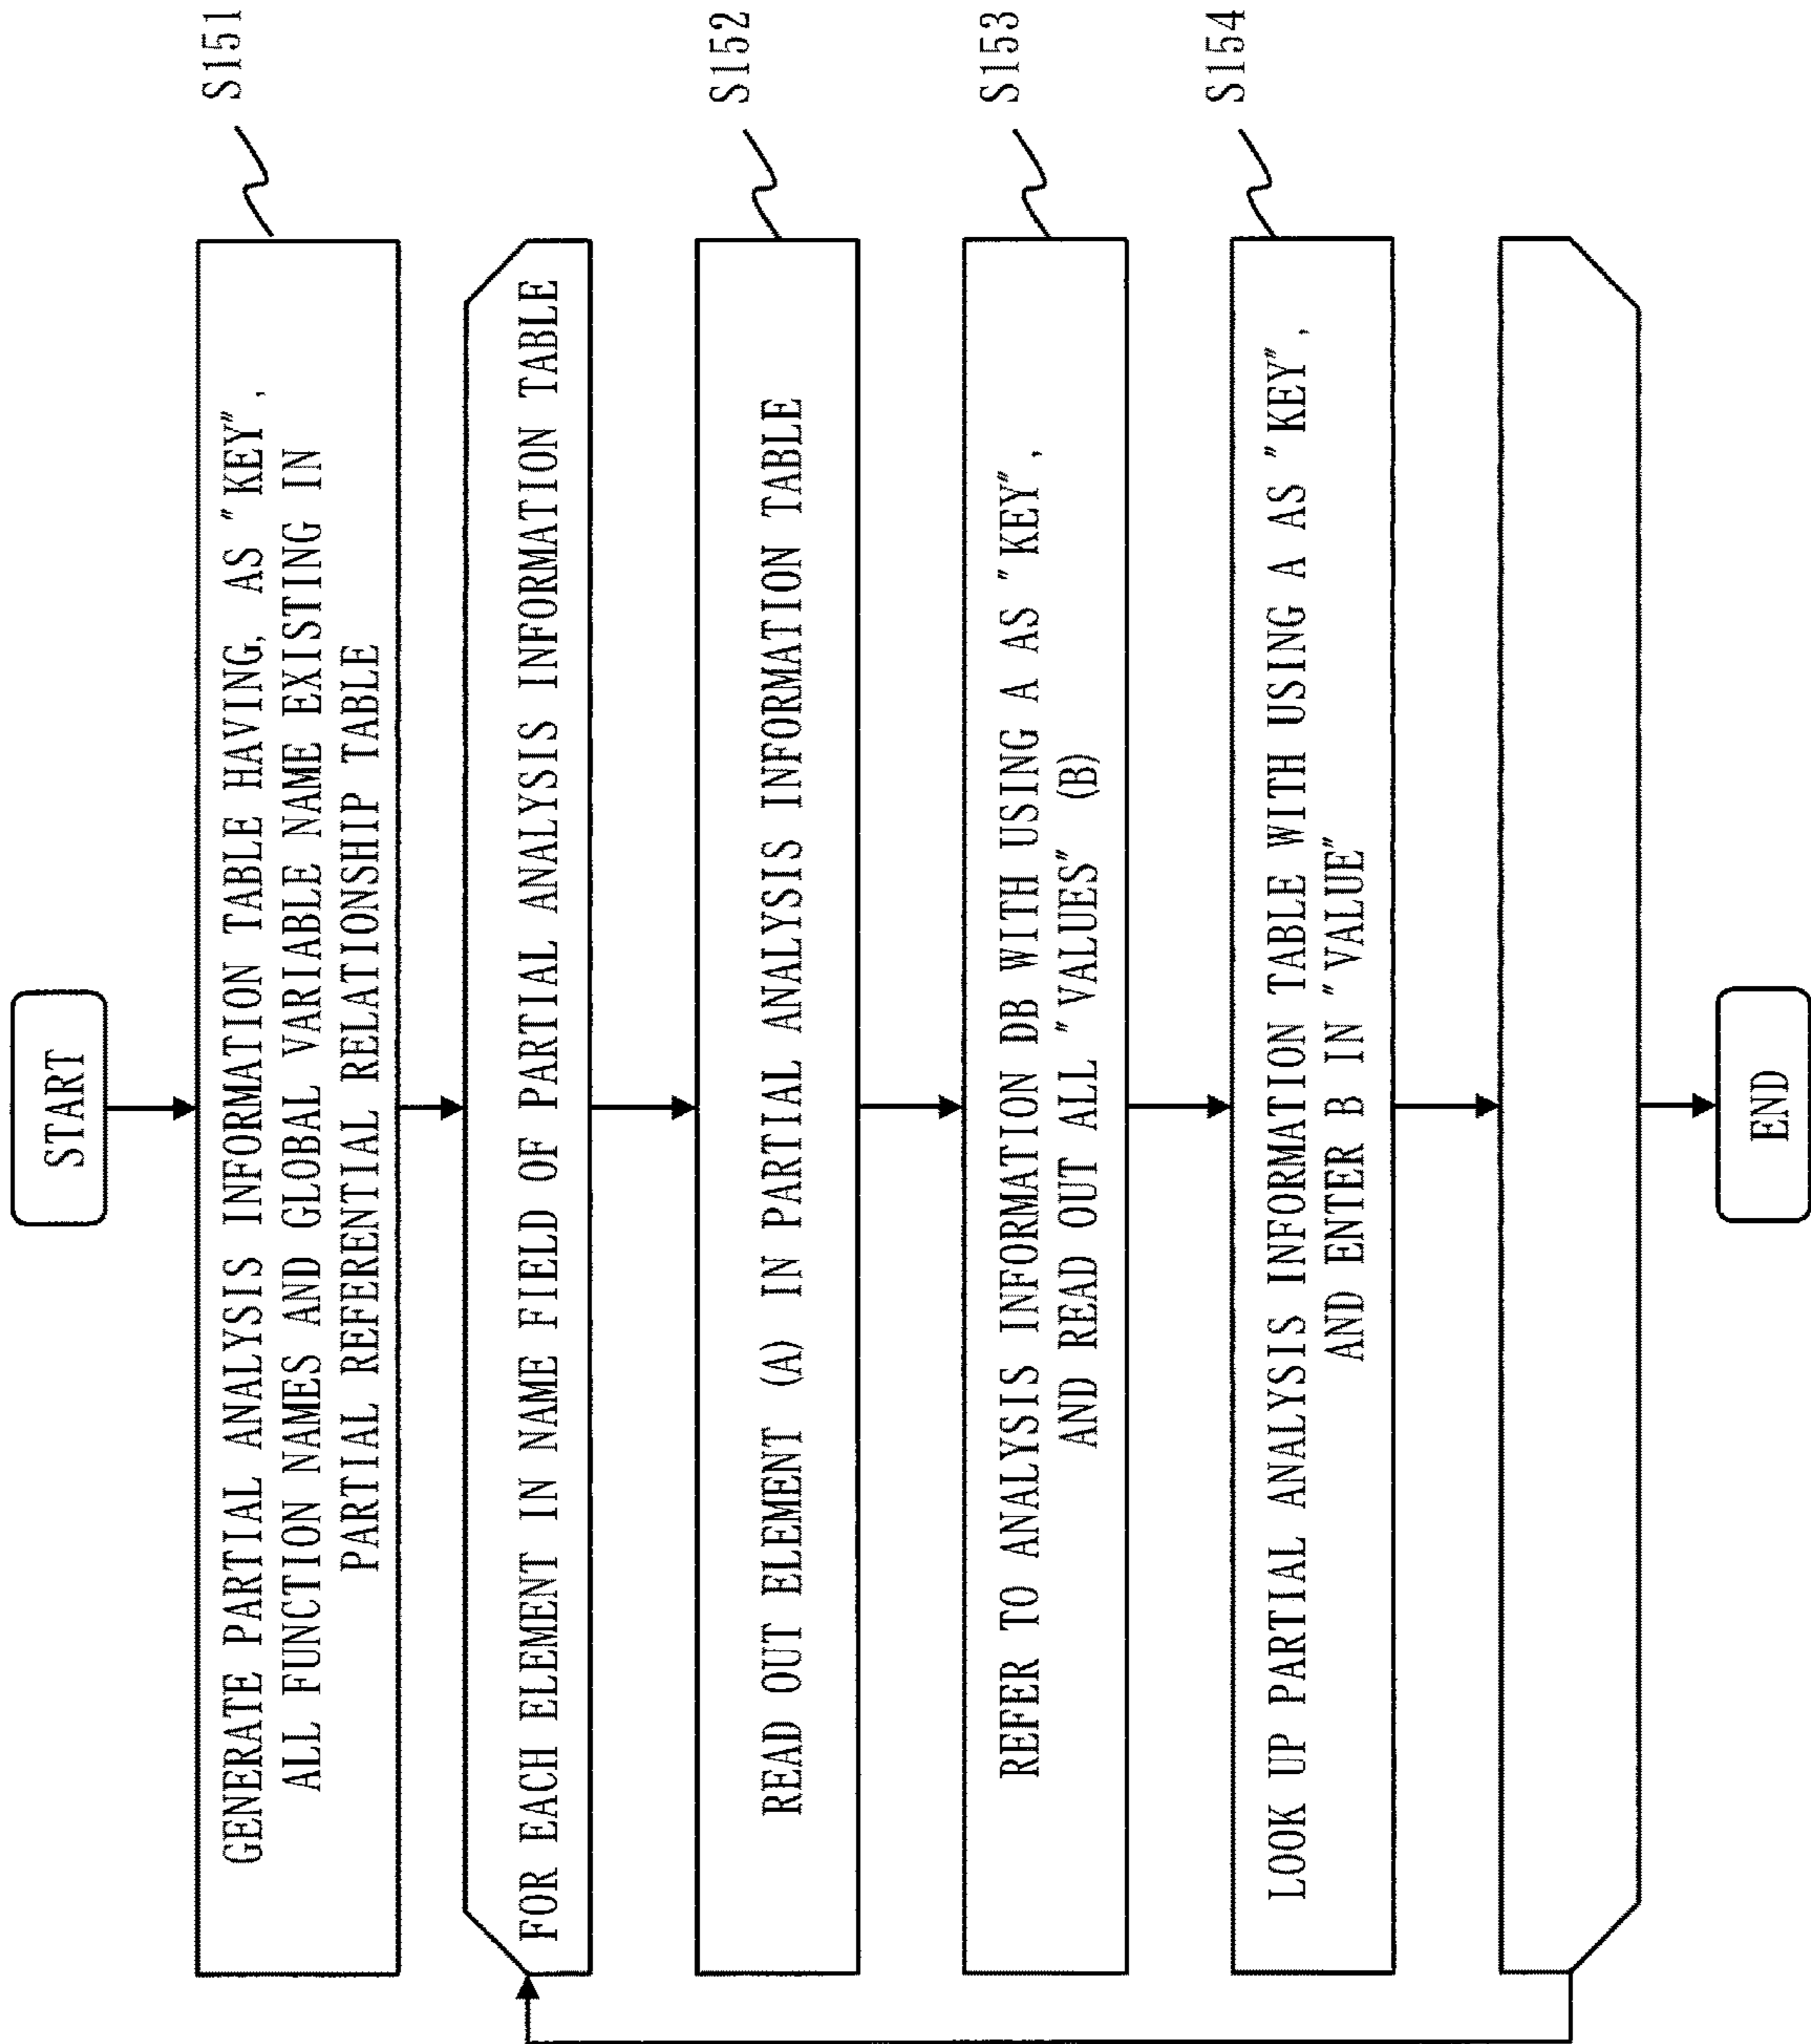 START
GENERATE PARTIAL ANALYSIS INFORMATION TABLE HAVING, AS "KEY",
ALL FUNCTION NAMES AND GLOBAL VARIABLE NAME EXISTING IN
PARTIAL REFERENTIAL RELATIONSHIP TABLE
S151
FOR EACH ELEMENT IN NAME FIELD OF PARTIAL ANALYSIS INFORMATION TABLE
READ OUT ELEMENT (A) IN PARTIAL ANALYSIS INFORMATION TABLE
S152
REFER TO ANALYSIS INFORMATION DB WITH USING A AS "KEY",
AND READ OUT ALL "VALUES" (B)
S153
LOOK UP PARTIAL ANALYSIS INFORMATION TABLE WITH USING A AS "KEY",
AND ENTER B IN "VALUE"
S154
END